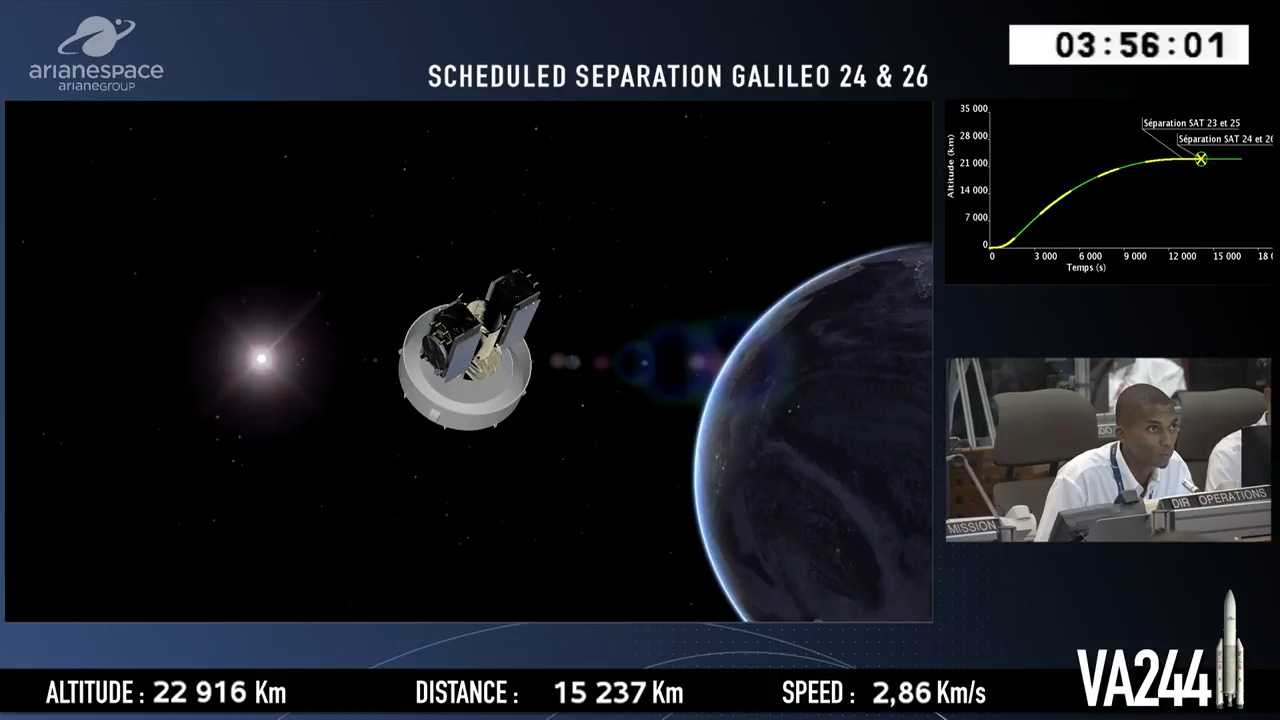 arianespace
arianeGROUP
SCHEDULED SEPARATION GALILEO 24 & 26
03:56:01
35 000
28 000
21 000
14 000
7 000
0
Altitude (km)
Séparation SAT 23 et 25
Séparation SAT 24 et 26
0 3 000 6 000 9 000 12 000 15 000 18 0
Temps (s)
MISSION
DIR OPERATIONS
VA244
ALTITUDE : 22 916 Km
DISTANCE : 15 237 Km
SPEED : 2,86 Km/s